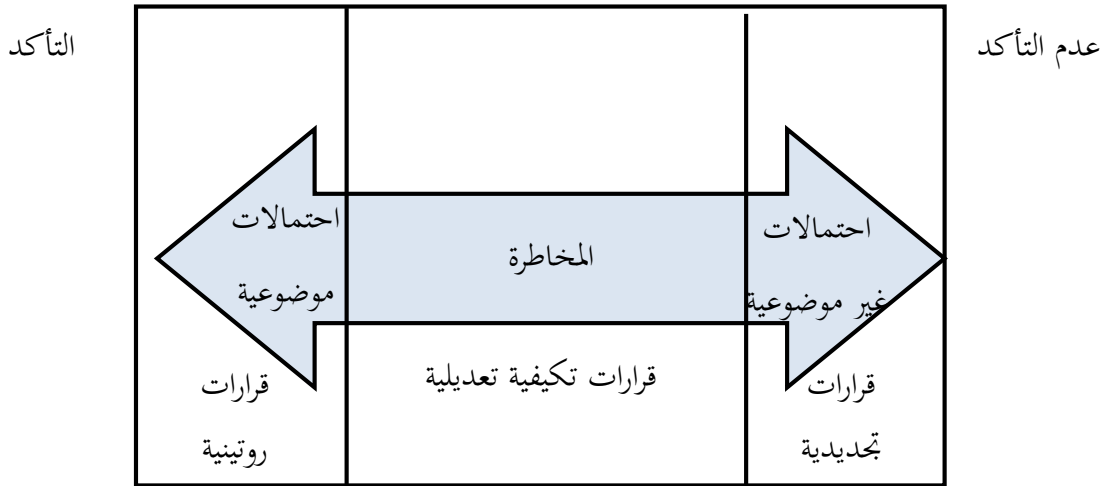 عدم التأكد
التأكد
احتمالات
غير موضوعية
المخاطرة
احتمالات
موضوعية
قرارات
تجديدية
قرارات تكيفية تعديلية
قرارات
روتينية